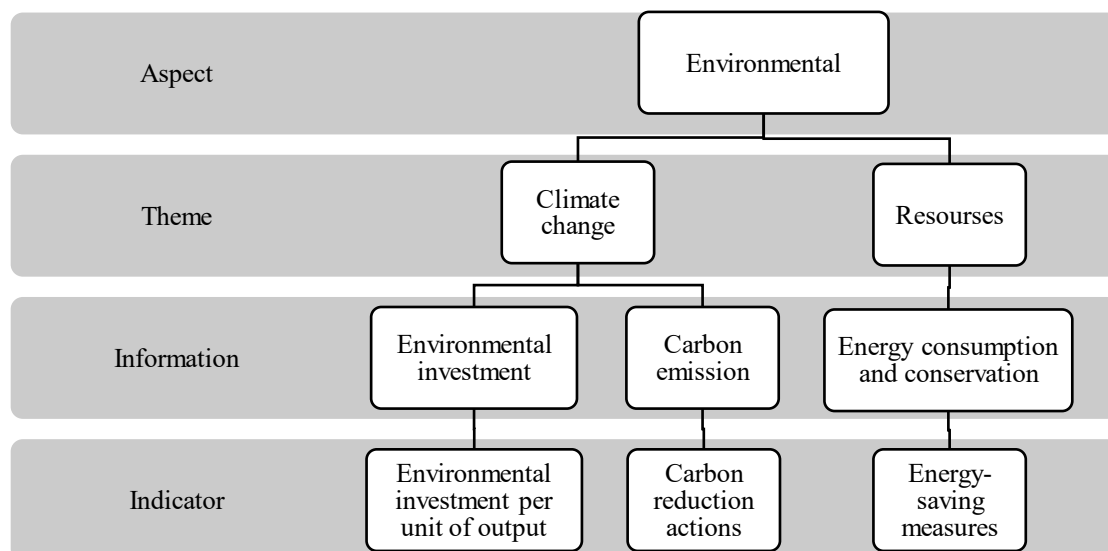 Aspect
Environmental
Theme
Climate
change
Resourses
Information
Environmental
investment
Carbon
emission
Energy consumption
and conservation
Indicator
Environmental
investment per
unit of output
Carbon
reduction
actions
Energy-
saving
measures